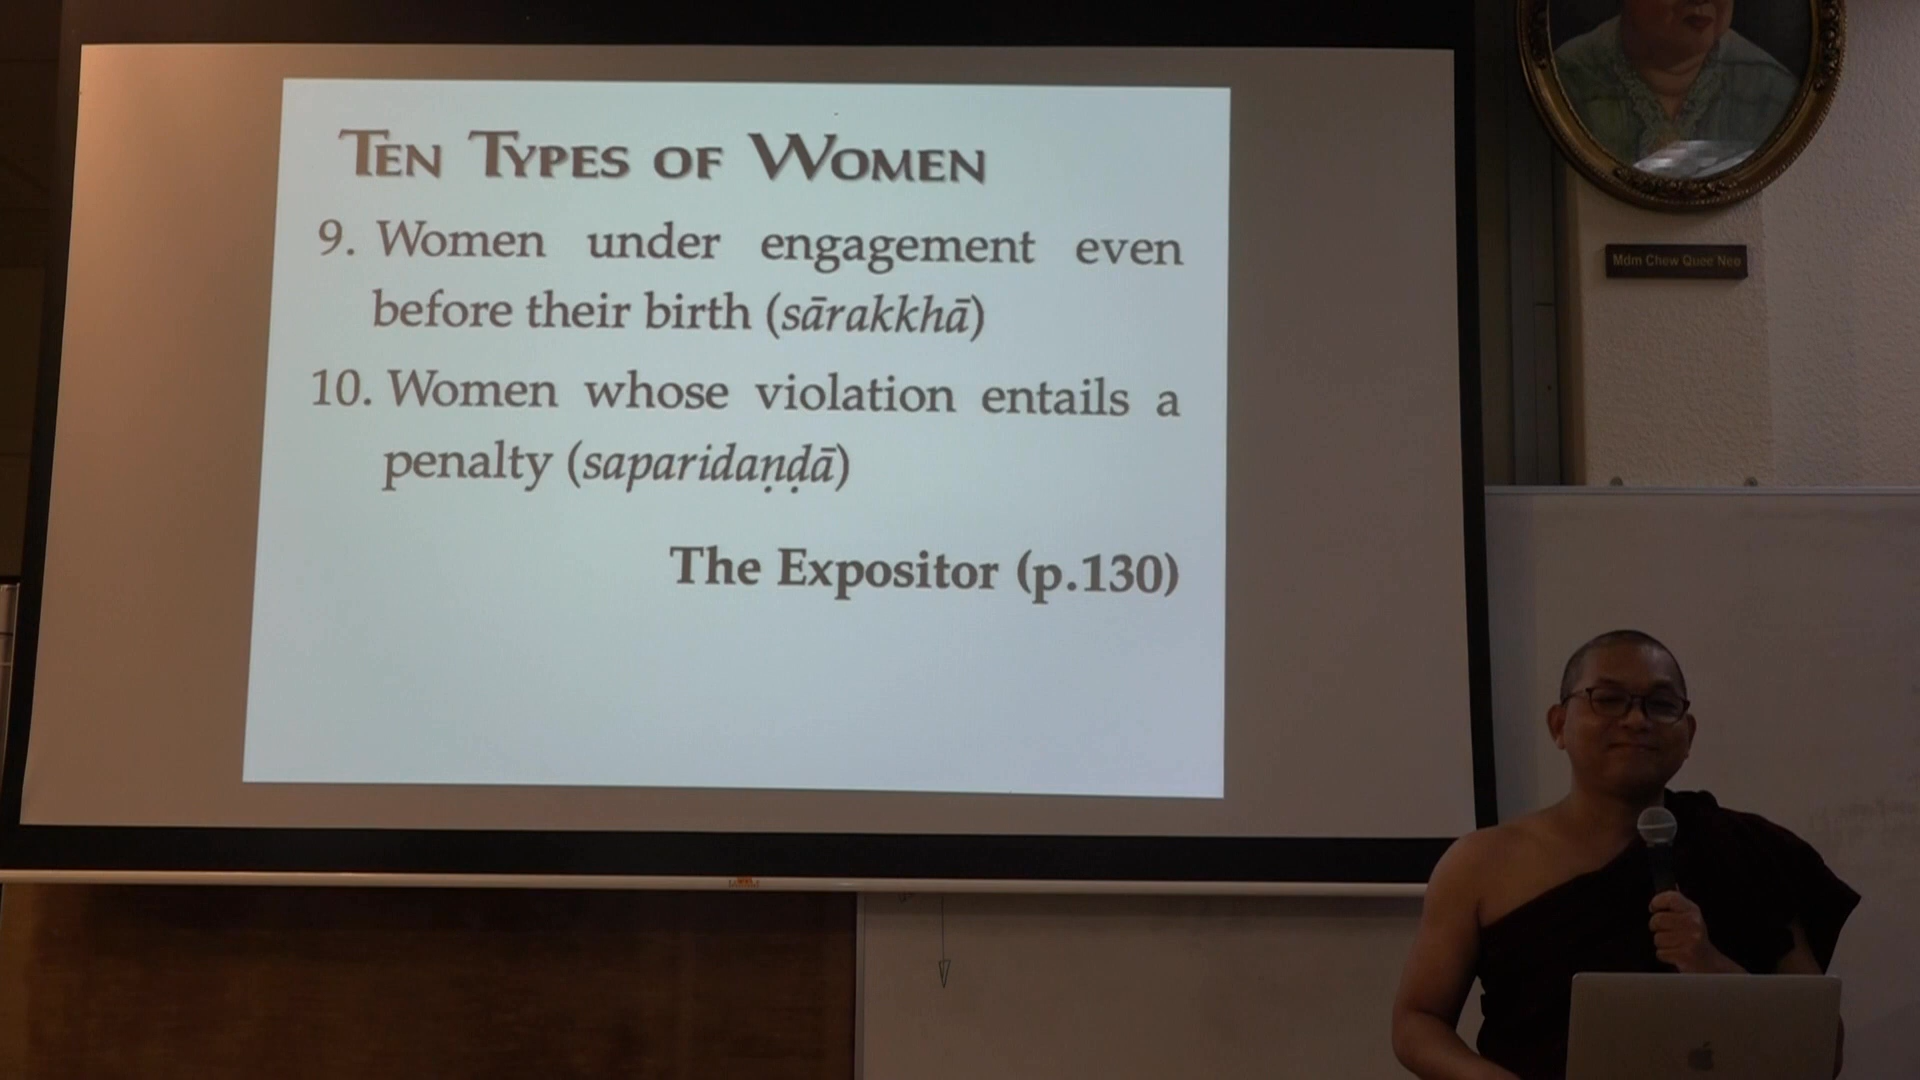 TEN TYPES OF WOMEN
9. Women under engagement even
before their birth (sārakkhā)
10. Women whose violation entails a
penalty (saparidaṇḍā)
The Expositor (p.130)
Mdm Chew Quee Neo